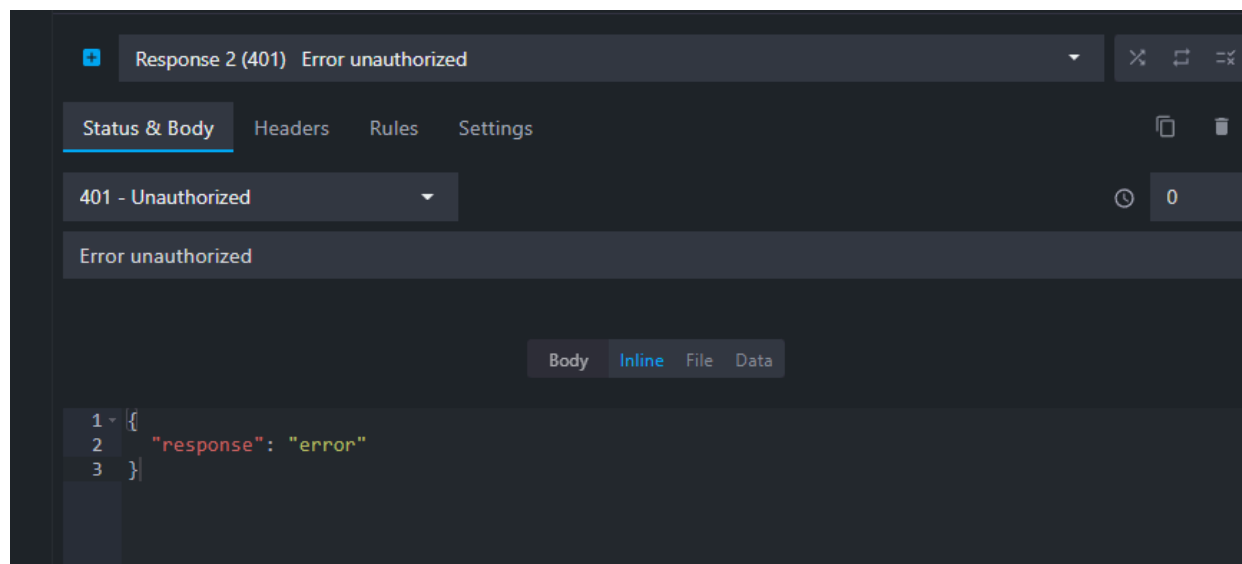 Response 2 (401) Error unauthorized
Status & Body Headers Rules Settings
401 - Unauthorized 0
Error unauthorized
Body Inline File Data
1 {
2 "response": "error"
3 }